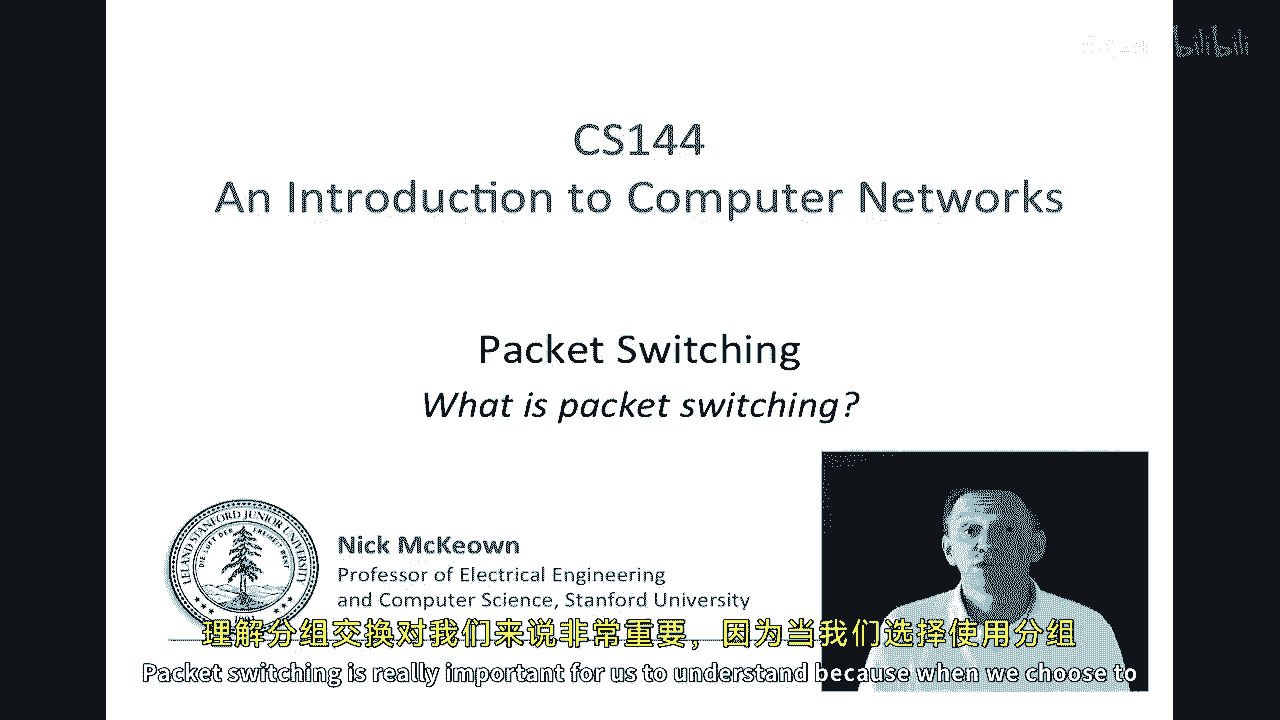 bilibili
CS144
An Introduction to Computer Networks
Packet Switching
What is packet switching?
LELAND STANFORD JUNIOR UNIVERSITY
DIE LUFT DER FREIHEIT WEHT
Nick McKeown
Professor of Electrical Engineering
and Computer Science, Stanford University
理解分组交换对我们来说非常重要，因为当我们选择使用分组
Packet switching is really important for us to understand because when we choose to